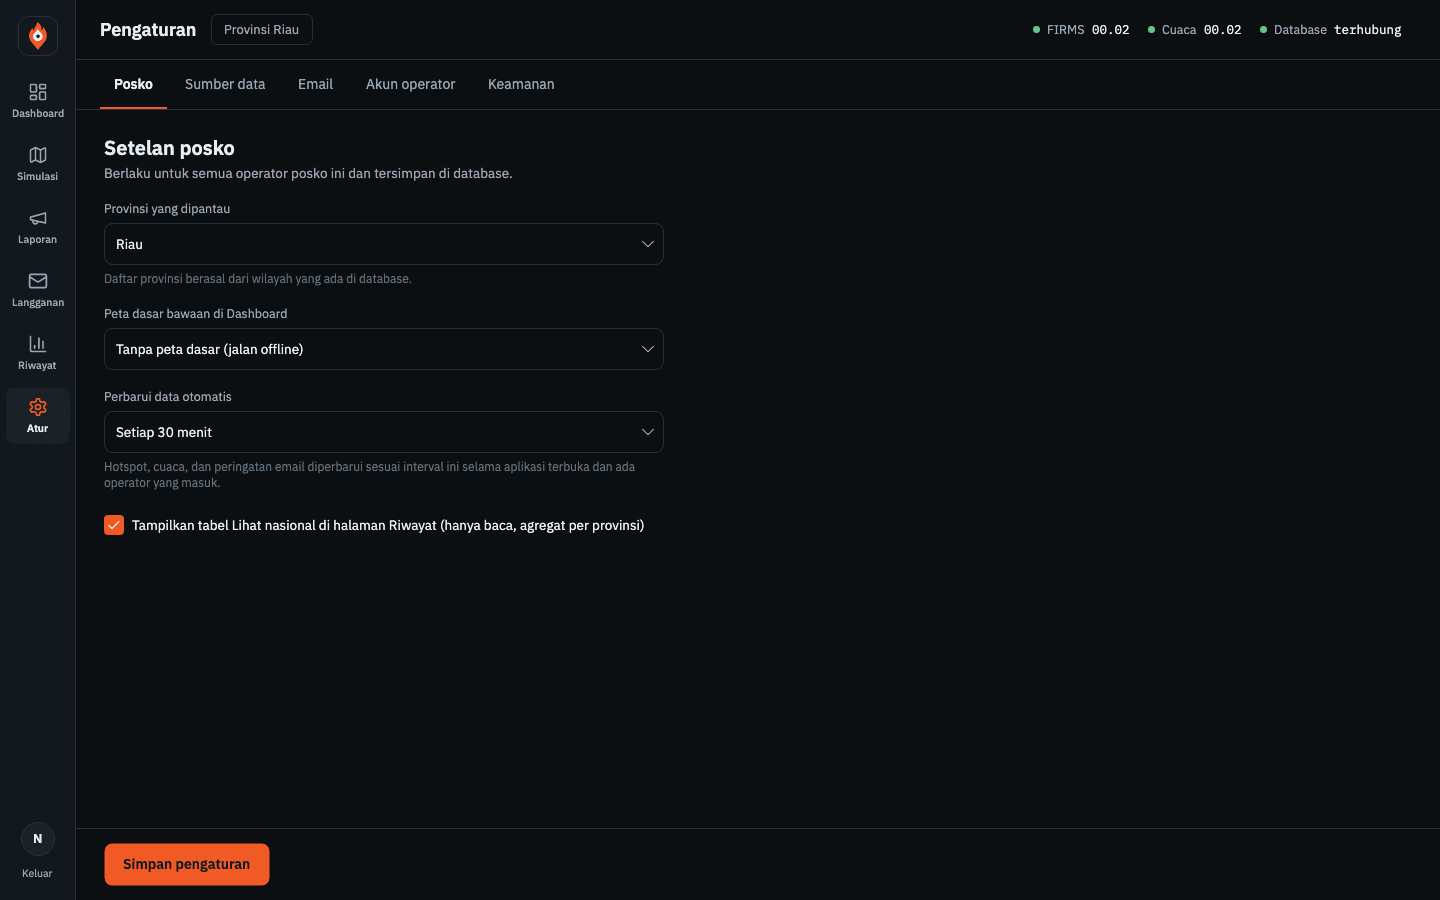 Pengaturan
Provinsi Riau
FIRMS 00.02
Cuaca 00.02
Database terhubung
Dashboard
Simulasi
Laporan
Langganan
Riwayat
Atur
N
Keluar
Posko
Sumber data
Email
Akun operator
Keamanan
Setelan posko
Berlaku untuk semua operator posko ini dan tersimpan di database.
Provinsi yang dipantau
Riau
Daftar provinsi berasal dari wilayah yang ada di database.
Peta dasar bawaan di Dashboard
Tanpa peta dasar (jalan offline)
Perbarui data otomatis
Setiap 30 menit
Hotspot, cuaca, dan peringatan email diperbarui sesuai interval ini selama aplikasi terbuka dan ada
operator yang masuk.
Tampilkan tabel Lihat nasional di halaman Riwayat (hanya baca, agregat per provinsi)
Simpan pengaturan